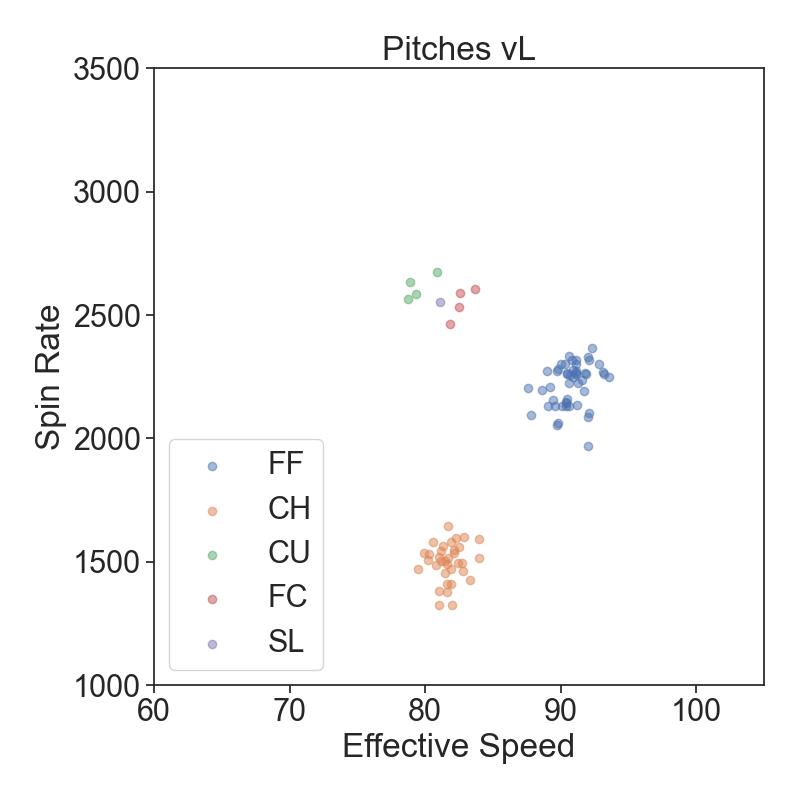 Pitches vL
3500
3000
2500
2000
1500
1000
Spin Rate
FF
CH
CU
FC
SL
60 70 80 90 100
Effective Speed